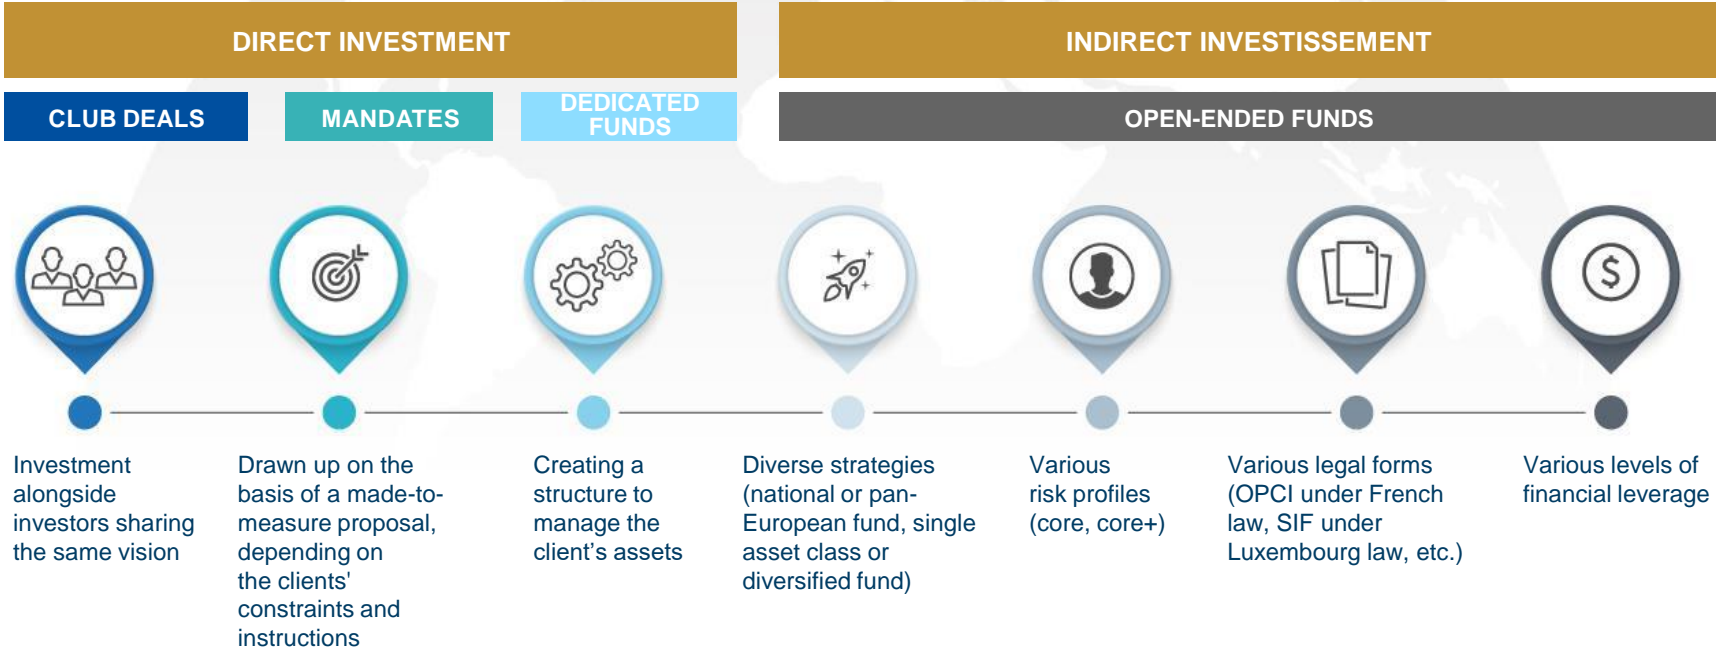 DIRECT INVESTMENT
INDIRECT INVESTISSEMENT
CLUB DEALS
MANDATES
DEDICATED
FUNDS
OPEN-ENDED FUNDS
$
Investment
alongside
investors sharing
the same vision
Drawn up on the
basis of a made-to-
measure proposal,
depending on
the clients'
constraints and
instructions
Creating a
structure to
manage the
client’s assets
Diverse strategies
(national or pan-
European fund, single
asset class or
diversified fund)
Various
risk profiles
(core, core+)
Various legal forms
(OPCI under French
law, SIF under
Luxembourg law, etc.)
Various levels of
financial leverage